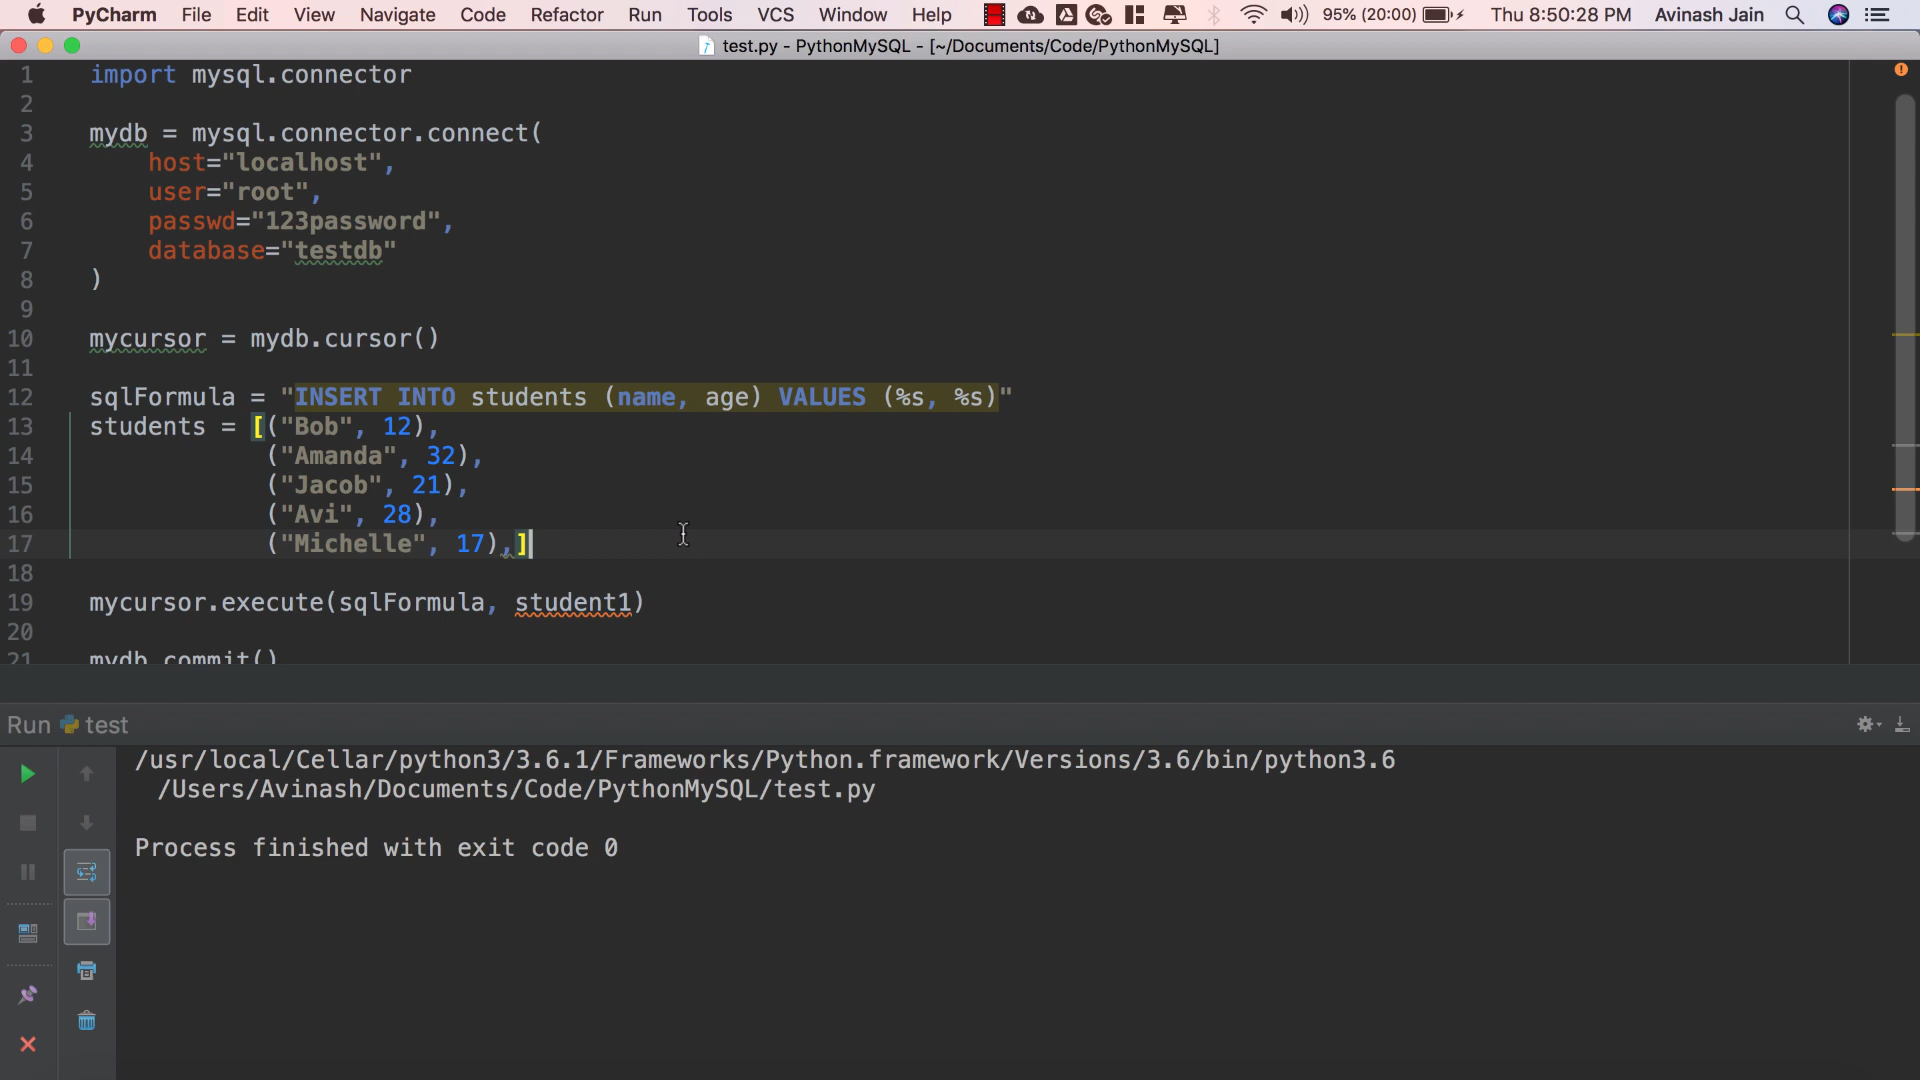 PyCharm File Edit View Navigate Code Refactor Run Tools VCS Window Help 95% (20:00) Thu 8:50:28 PM Avinash Jain
test.py - PythonMySQL - [~/Documents/Code/PythonMySQL]
1 import mysql.connector
2
3 mydb = mysql.connector.connect(
4 host="localhost",
5 user="root",
6 passwd="123password",
7 database="testdb"
8 )
9
10 mycursor = mydb.cursor()
11
12 sqlFormula = "INSERT INTO students (name, age) VALUES (%s, %s)"
13 students = [("Bob", 12),
14 ("Amanda", 32),
15 ("Jacob", 21),
16 ("Avi", 28),
17 ("Michelle", 17),]
18
19 mycursor.execute(sqlFormula, student1)
20
21 mydb.commit()
Run test
/usr/local/Cellar/python3/3.6.1/Frameworks/Python.framework/Versions/3.6/bin/python3.6
/Users/Avinash/Documents/Code/PythonMySQL/test.py
Process finished with exit code 0